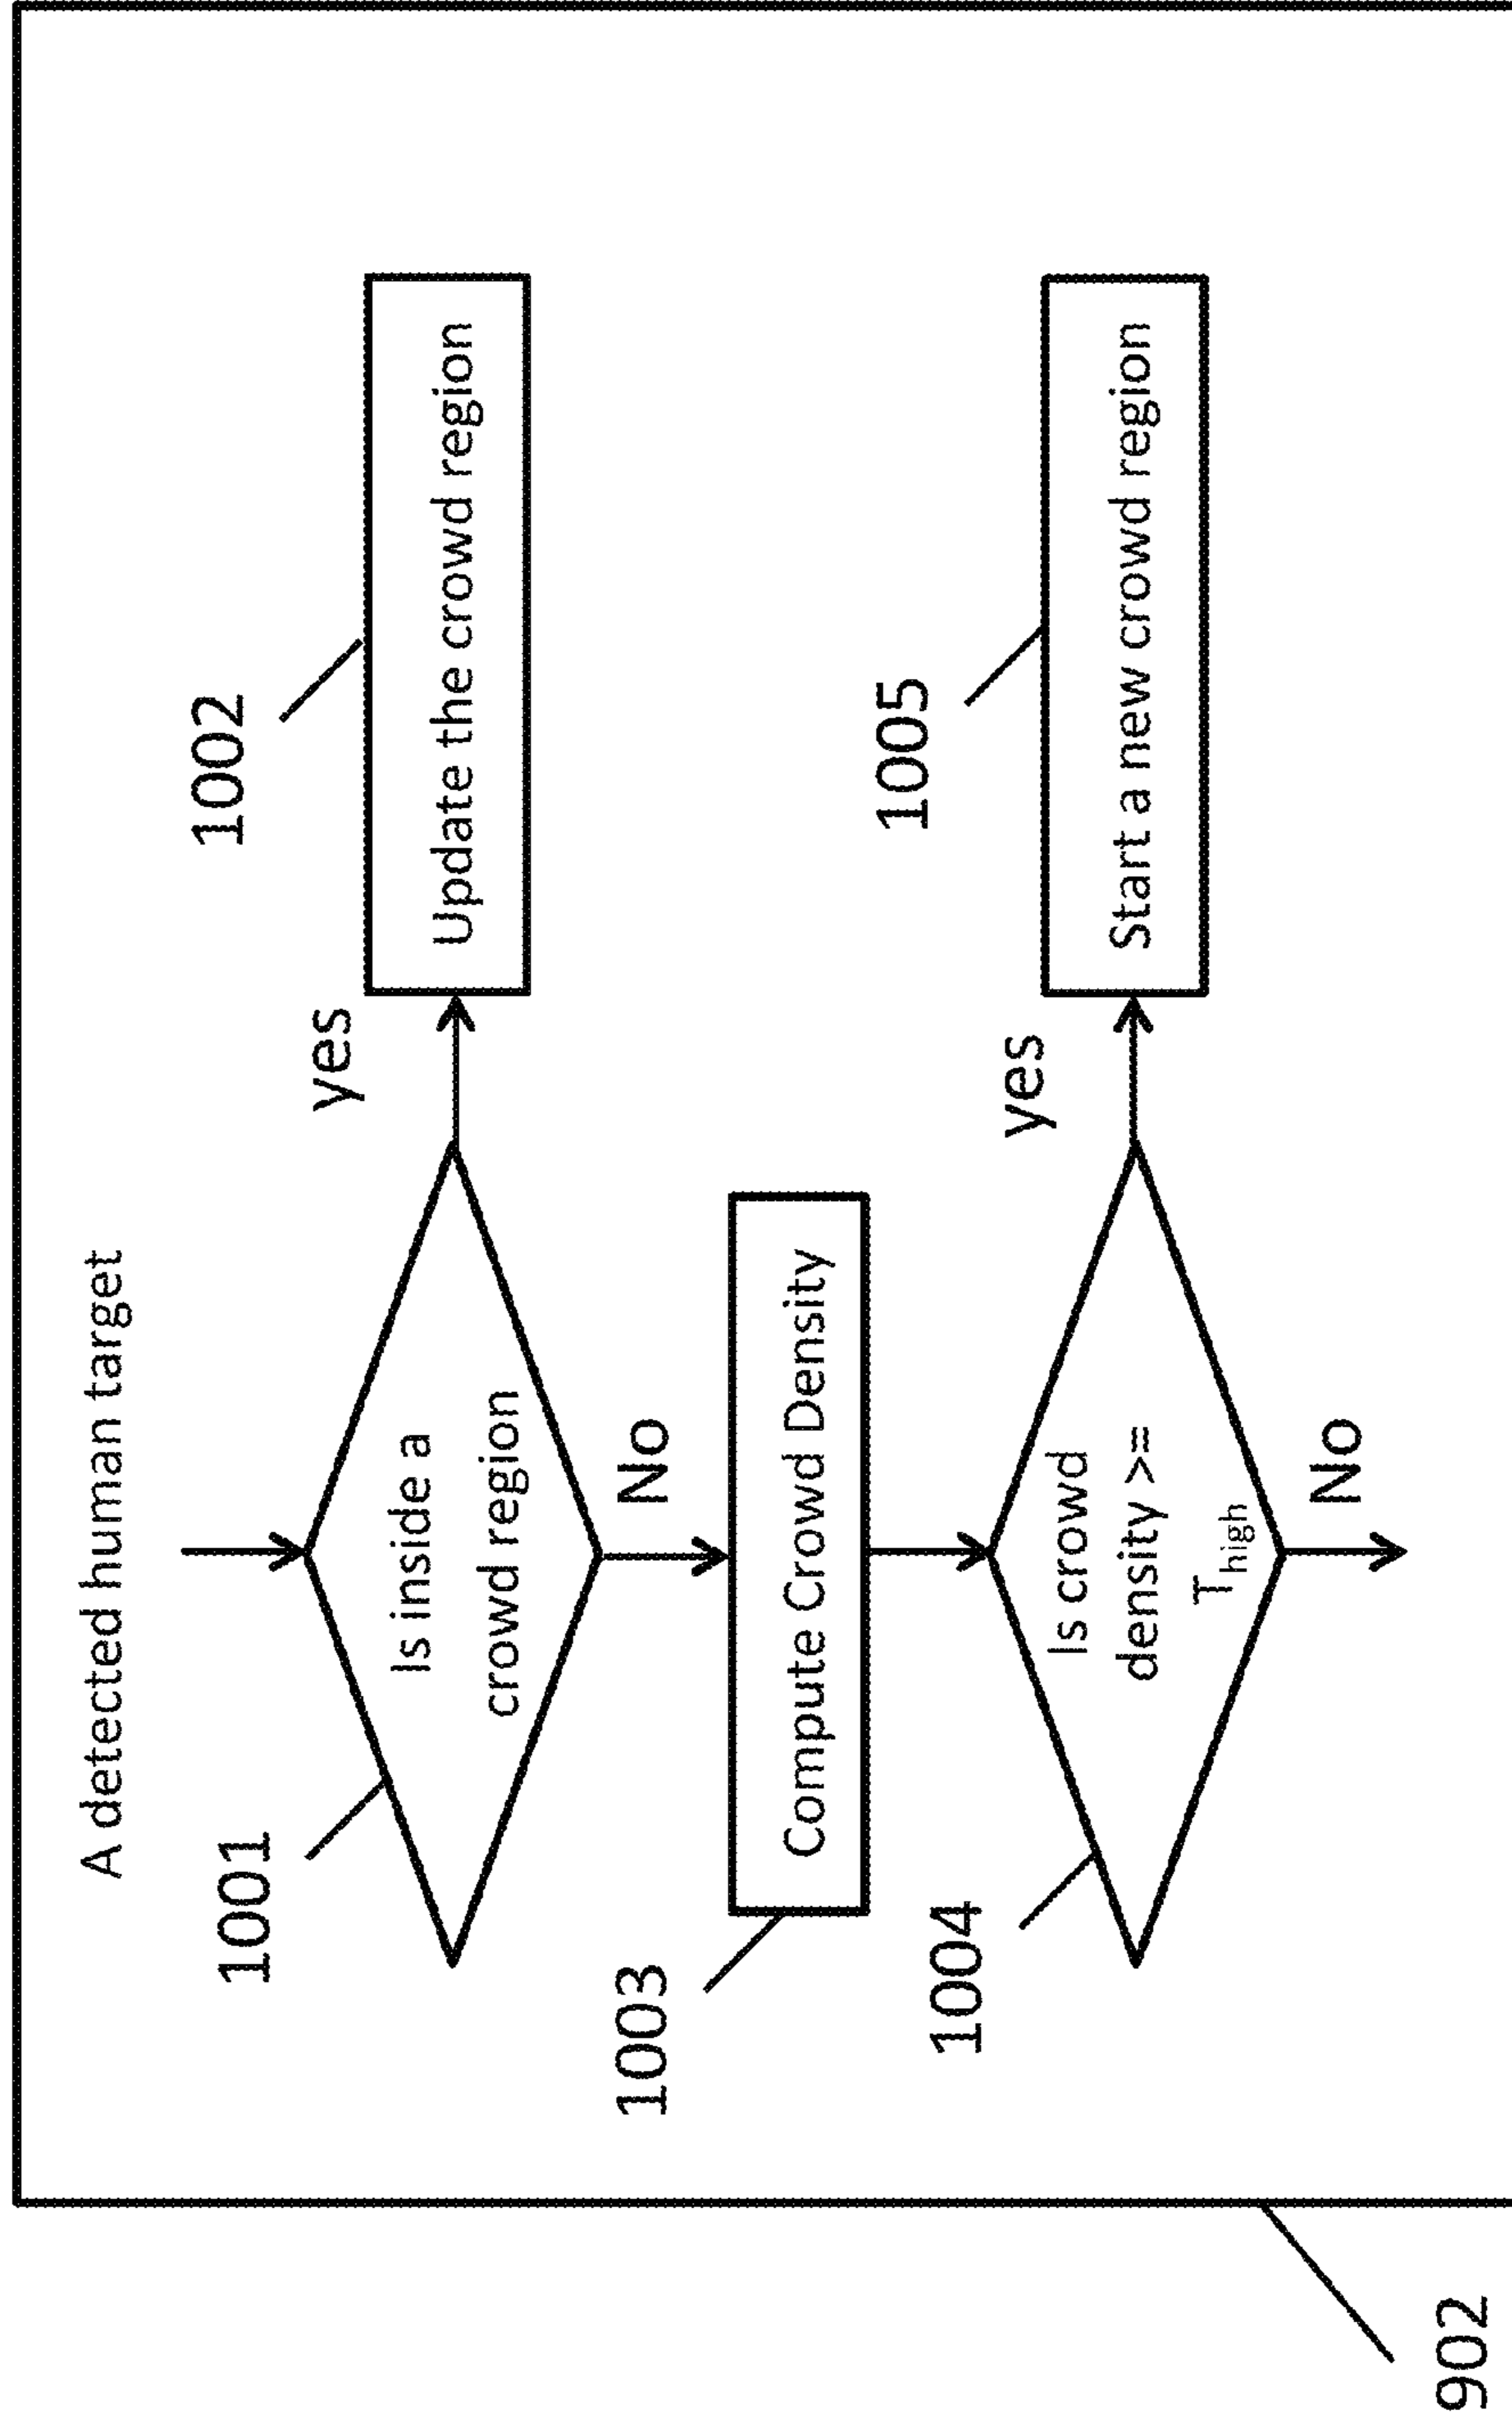 A detected human target
1001
Is inside a
crowd region
yes
1002
Update the crowd region
No
1003
Compute Crowd Density
1004
Is crowd
density >=
Thigh
yes
1005
Start a new crowd region
No
902